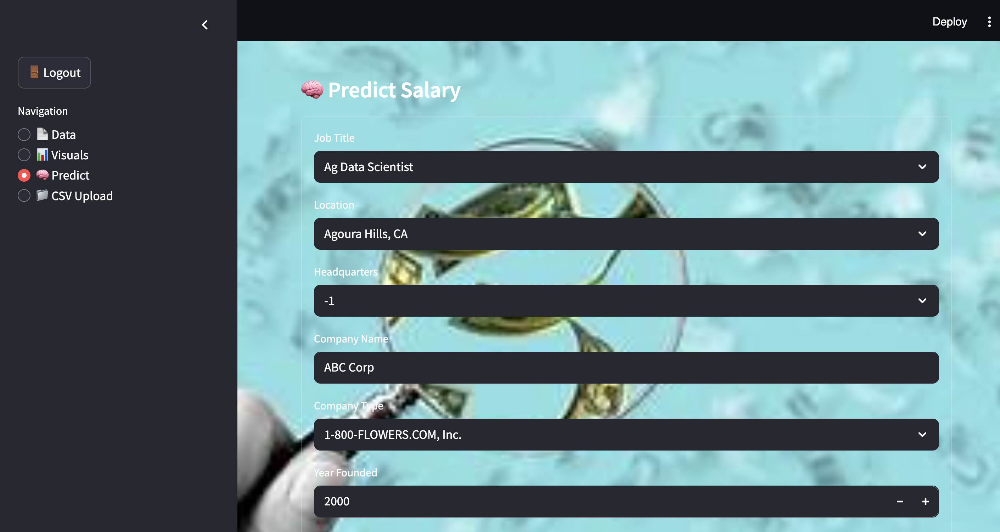 Deploy
Logout
Navigation
Data
Visuals
Predict
CSV Upload
Predict Salary
Job Title
Ag Data Scientist
Location
Agoura Hills, CA
Headquarters
-1
Company Name
ABC Corp
Company Type
1-800-FLOWERS.COM, Inc.
Year Founded
2000